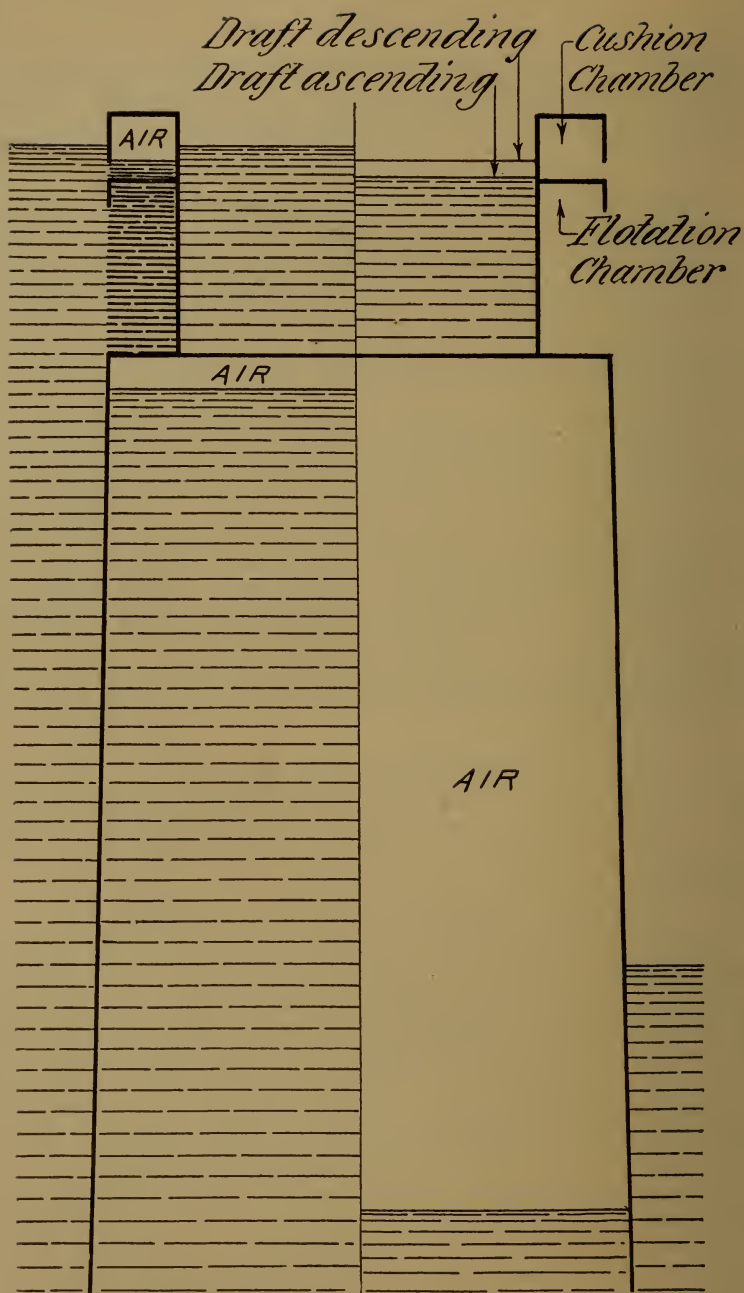 Draft descending
Draft ascending
Cushion
Chamber
AIR
Flotation
Chamber
AIR
AIR